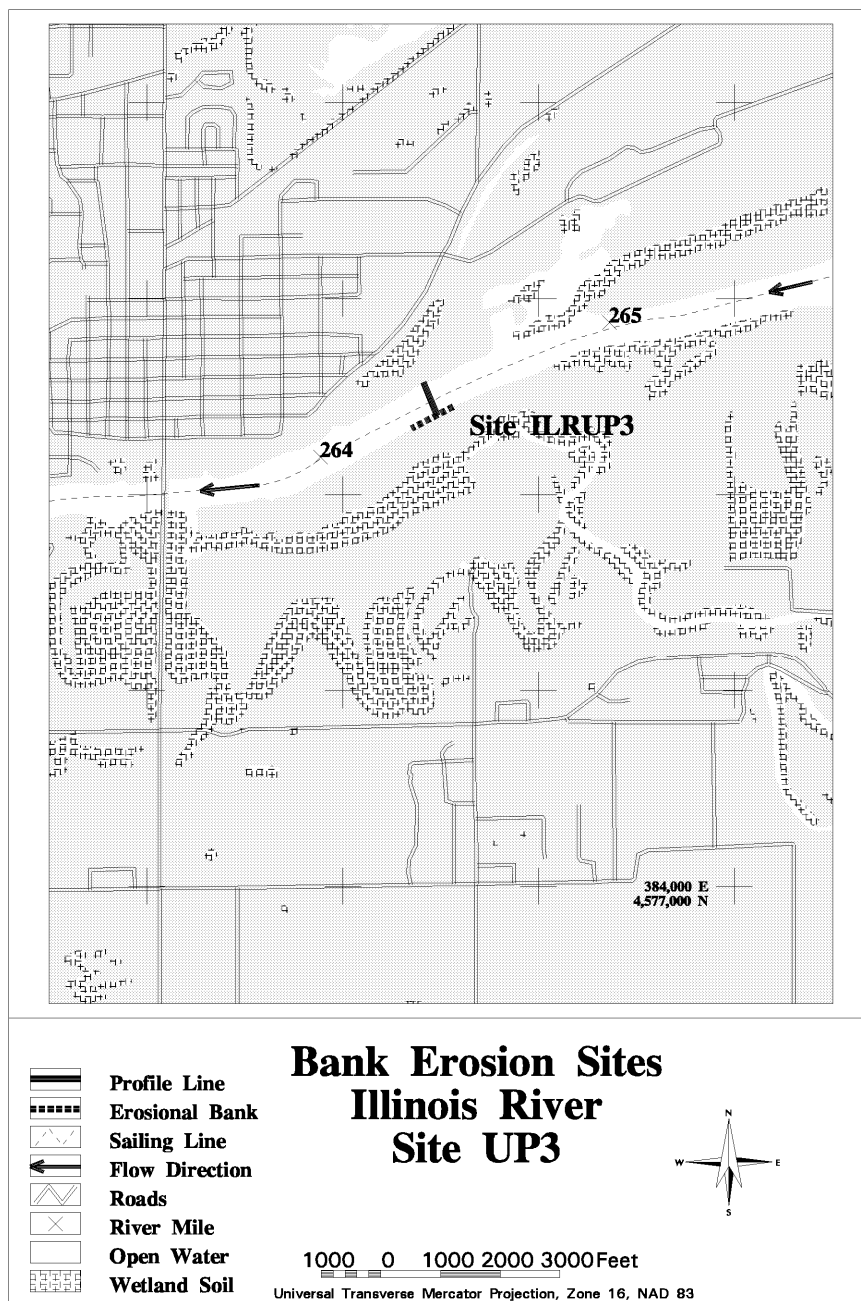 265
Site ILRUP3
264
384,000 E
4,577,000 N
Bank Erosion Sites
Illinois River
Site UP3
Profile Line
Erosional Bank
Sailing Line
Flow Direction
Roads
River Mile
Open Water
Wetland Soil
N
W E
S
1000 0 1000 2000 3000 Feet
Universal Transverse Mercator Projection, Zone 16, NAD 83